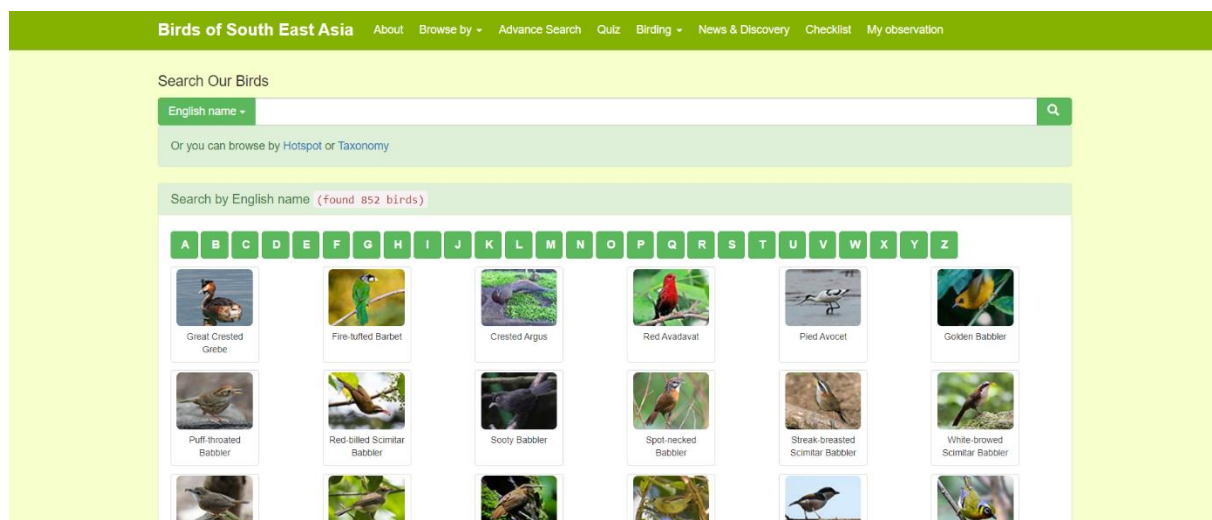 Birds of South East Asia About Browse by Advance Search Quiz Birding News & Discovery Checklist My observation
Search Our Birds
English name
Or you can browse by Hotspot or Taxonomy
Search by English name (found 852 birds)
A B C D E F G H I J K L M N O P Q R S T U V W X Y Z
Great Crested
Grebe
Fire-tufted Barbet
Crested Argus
Red Avadavat
Pied Avocet
Golden Babbler
Puff-throated
Babbler
Red-billed Scimitar
Babbler
Sooty Babbler
Spot-necked
Babbler
Streak-breasted
Scimitar Babbler
White-browed
Scimitar Babbler